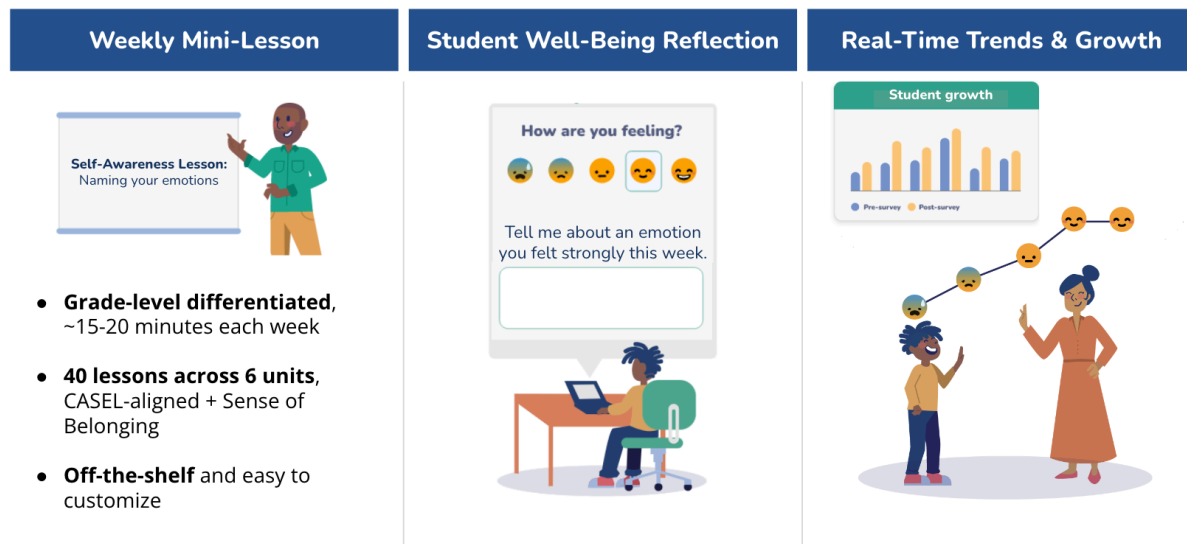 Weekly Mini-Lesson
Self-Awareness Lesson:
Naming your emotions
● Grade-level differentiated,
~15-20 minutes each week
● 40 lessons across 6 units,
CASEL-aligned + Sense of
Belonging
● Off-the-shelf and easy to
customize
Student Well-Being Reflection
How are you feeling?
Tell me about an emotion
you felt strongly this week.
Real-Time Trends & Growth
Student growth
Pre-survey Post-survey